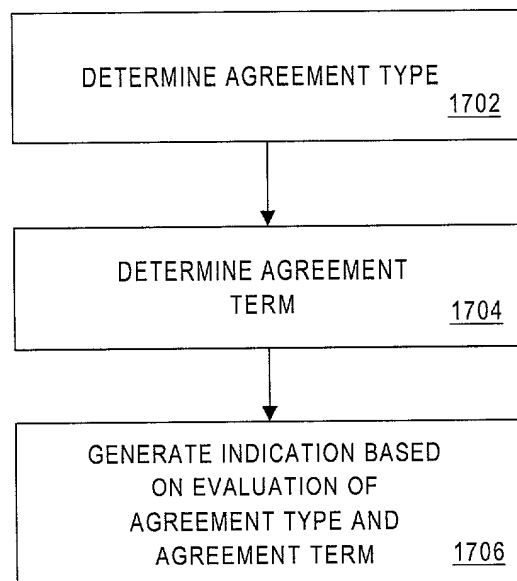 DETERMINE AGREEMENT TYPE
1702
DETERMINE AGREEMENT
TERM
1704
GENERATE INDICATION BASED
ON EVALUATION OF
AGREEMENT TYPE AND
AGREEMENT TERM
1706